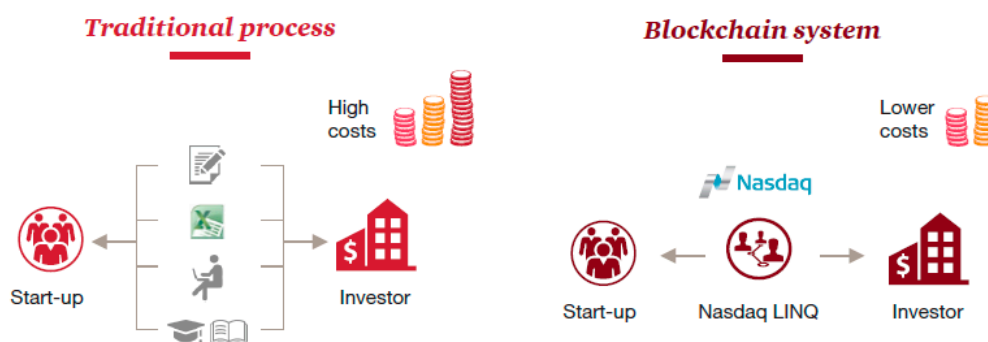 Traditional process
High
costs
Start-up
Investor
Blockchain system
Lower
costs
Nasdaq
Start-up
Nasdaq LINQ
Investor